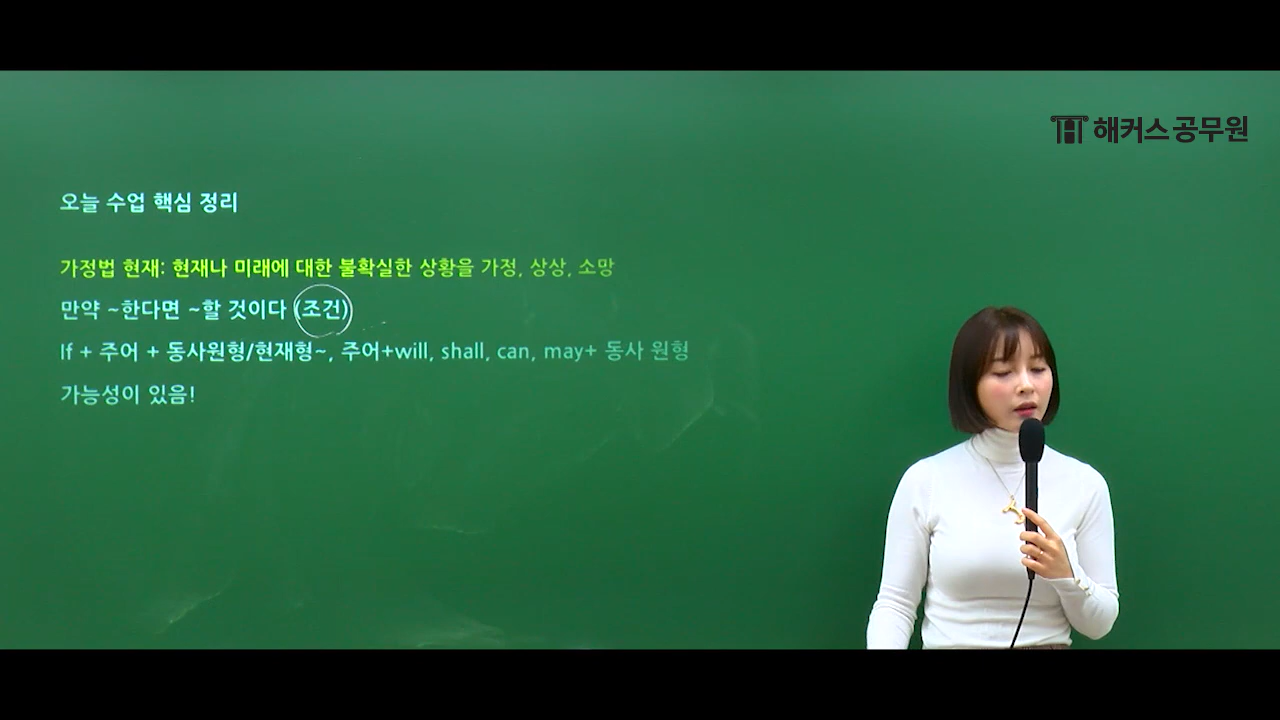 해커스공무원
오늘 수업 핵심 정리
가정법 현재: 현재나 미래에 대한 불확실한 상황을 가정, 상상, 소망
만약 ~한다면 ~할 것이다 (조건)
If + 주어 + 동사원형/현재형~, 주어+will, shall, can, may+ 동사 원형
가능성이 있음!